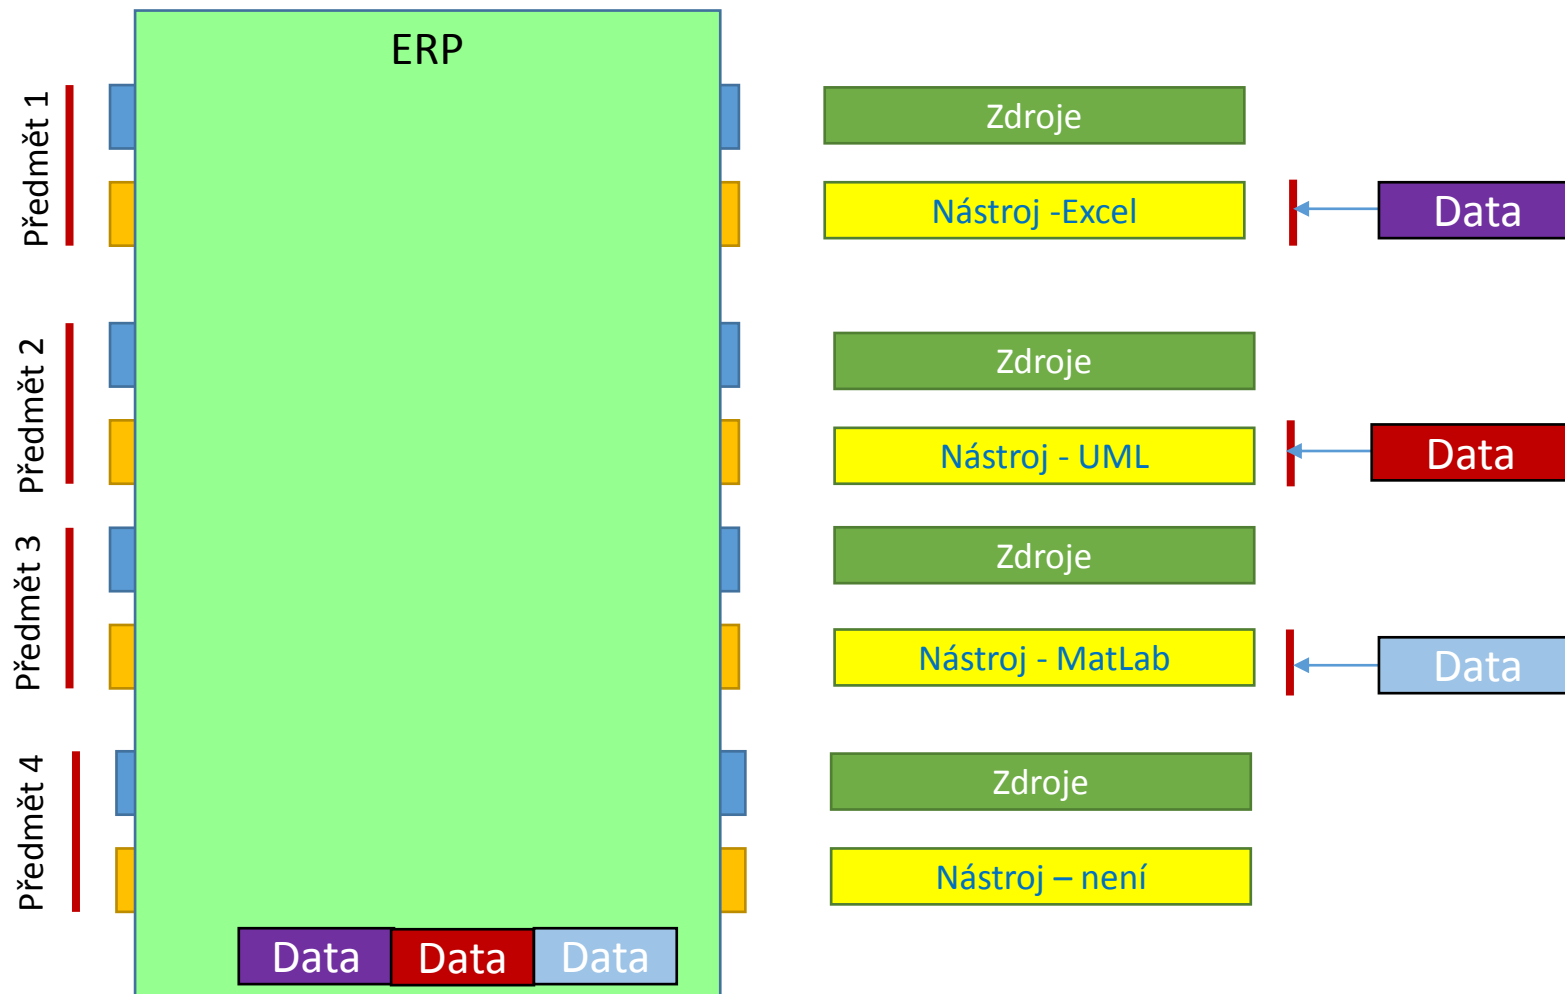 ERP
Předmět 1
Zdroje
Nástroj -Excel
Data
Předmět 2
Zdroje
Nástroj - UML
Data
Předmět 3
Zdroje
Nástroj - MatLab
Data
Předmět 4
Zdroje
Nástroj – není
Data
Data
Data